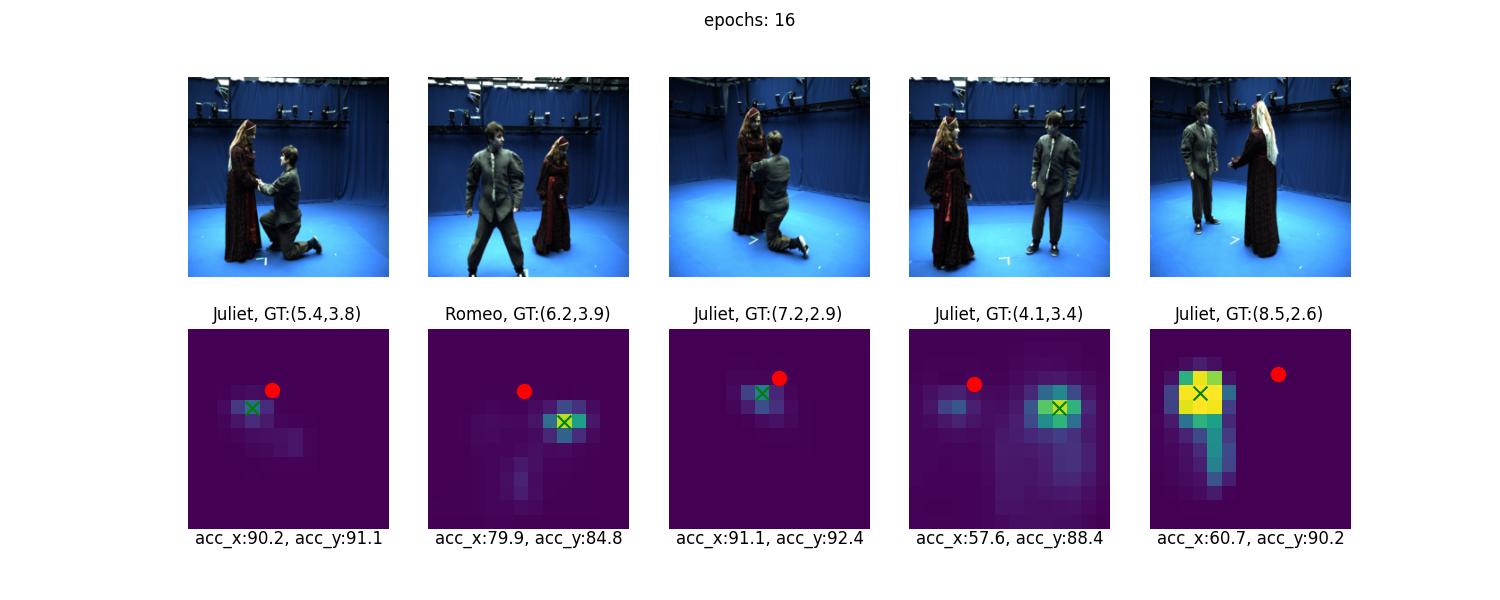 epochs: 16
Juliet, GT:(5.4,3.8)
Romeo, GT:(6.2,3.9)
Juliet, GT:(7.2,2.9)
Juliet, GT:(4.1,3.4)
Juliet, GT:(8.5,2.6)
acc_x:90.2, acc_y:91.1
acc_x:79.9, acc_y:84.8
acc_x:91.1, acc_y:92.4
acc_x:57.6, acc_y:88.4
acc_x:60.7, acc_y:90.2